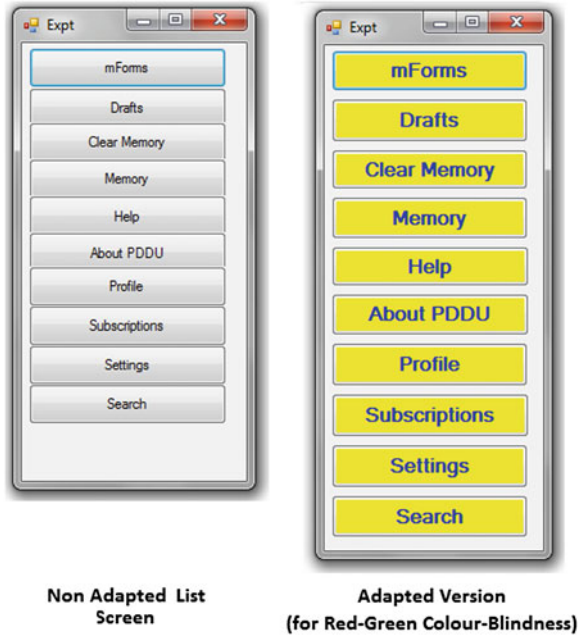 Expt
mForms
Drafts
Clear Memory
Memory
Help
About PDDU
Profile
Subscriptions
Settings
Search
Non Adapted List
Screen
Expt
mForms
Drafts
Clear Memory
Memory
Help
About PDDU
Profile
Subscriptions
Settings
Search
Adapted Version
(for Red-Green Colour-Blindness)